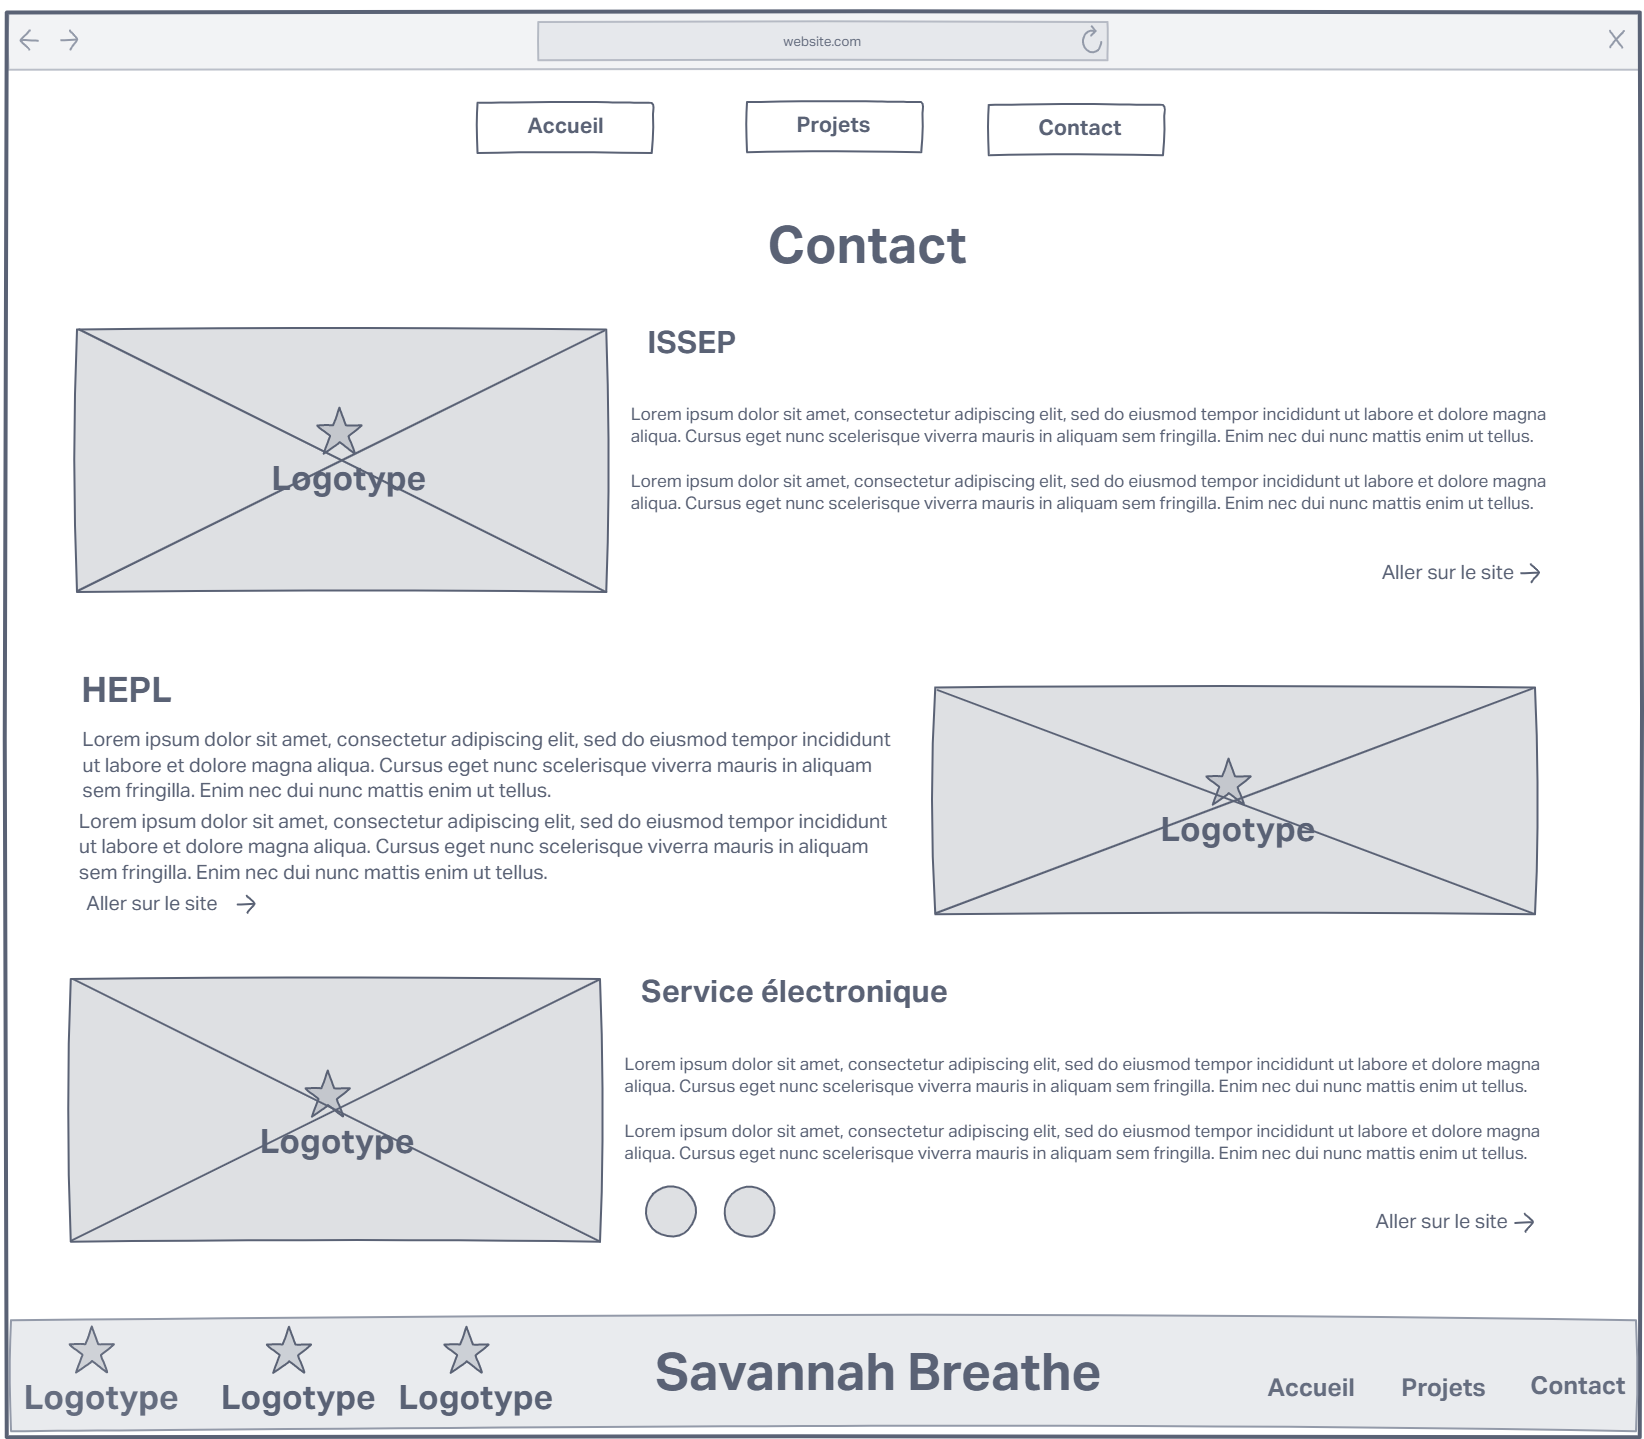 website.com
Accueil
Projets
Contact
Contact
Logotype
ISSEP
Lorem ipsum dolor sit amet, consectetur adipiscing elit, sed do eiusmod tempor incididunt ut labore et dolore magna
aliqua. Cursus eget nunc scelerisque viverra mauris in aliquam sem fringilla. Enim nec dui nunc mattis enim ut tellus.
Lorem ipsum dolor sit amet, consectetur adipiscing elit, sed do eiusmod tempor incididunt ut labore et dolore magna
aliqua. Cursus eget nunc scelerisque viverra mauris in aliquam sem fringilla. Enim nec dui nunc mattis enim ut tellus.
Aller sur le site
HEPL
Lorem ipsum dolor sit amet, consectetur adipiscing elit, sed do eiusmod tempor incididunt
ut labore et dolore magna aliqua. Cursus eget nunc scelerisque viverra mauris in aliquam
sem fringilla. Enim nec dui nunc mattis enim ut tellus.
Lorem ipsum dolor sit amet, consectetur adipiscing elit, sed do eiusmod tempor incididunt
ut labore et dolore magna aliqua. Cursus eget nunc scelerisque viverra mauris in aliquam
sem fringilla. Enim nec dui nunc mattis enim ut tellus.
Aller sur le site
Logotype
Logotype
Service électronique
Lorem ipsum dolor sit amet, consectetur adipiscing elit, sed do eiusmod tempor incididunt ut labore et dolore magna
aliqua. Cursus eget nunc scelerisque viverra mauris in aliquam sem fringilla. Enim nec dui nunc mattis enim ut tellus.
Lorem ipsum dolor sit amet, consectetur adipiscing elit, sed do eiusmod tempor incididunt ut labore et dolore magna
aliqua. Cursus eget nunc scelerisque viverra mauris in aliquam sem fringilla. Enim nec dui nunc mattis enim ut tellus.
Aller sur le site
Logotype
Logotype
Logotype
Savannah Breathe
Accueil
Projets
Contact